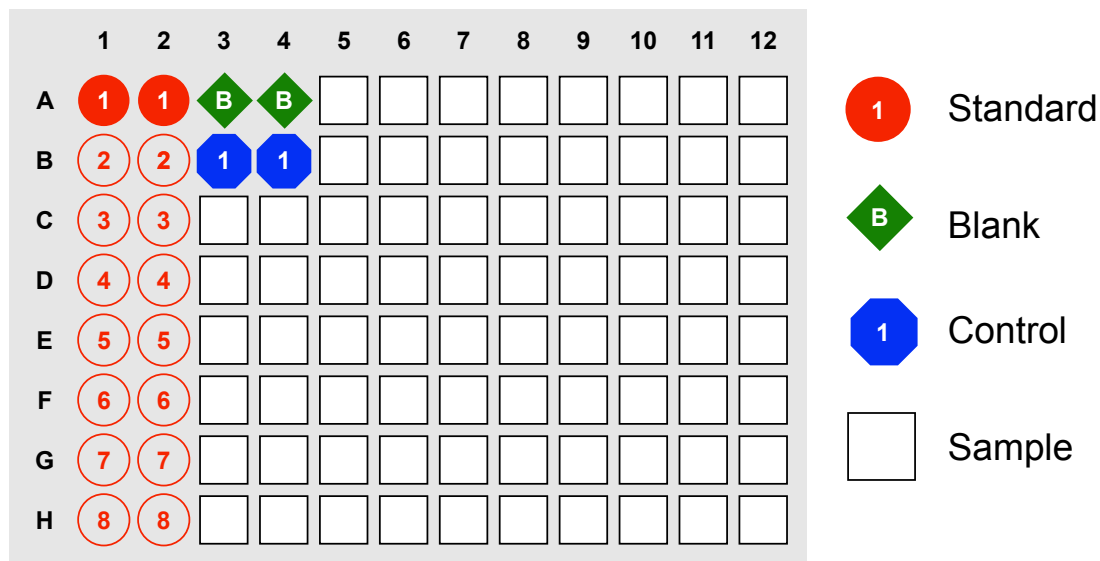 1 2 3 4 5 6 7 8 9 10 11 12
A 1 1 B B
B 2 2 1 1
C 3 3
D 4 4
E 5 5
F 6 6
G 7 7
H 8 8
1 Standard
B Blank
1 Control
Sample